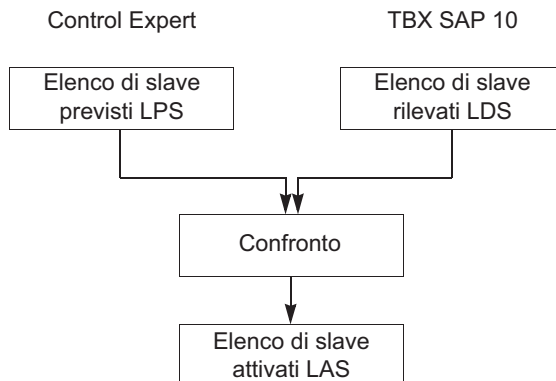 Control Expert
TBX SAP 10
Elenco di slave
previsti LPS
Elenco di slave
rilevati LDS
Confronto
Elenco di slave
attivati LAS